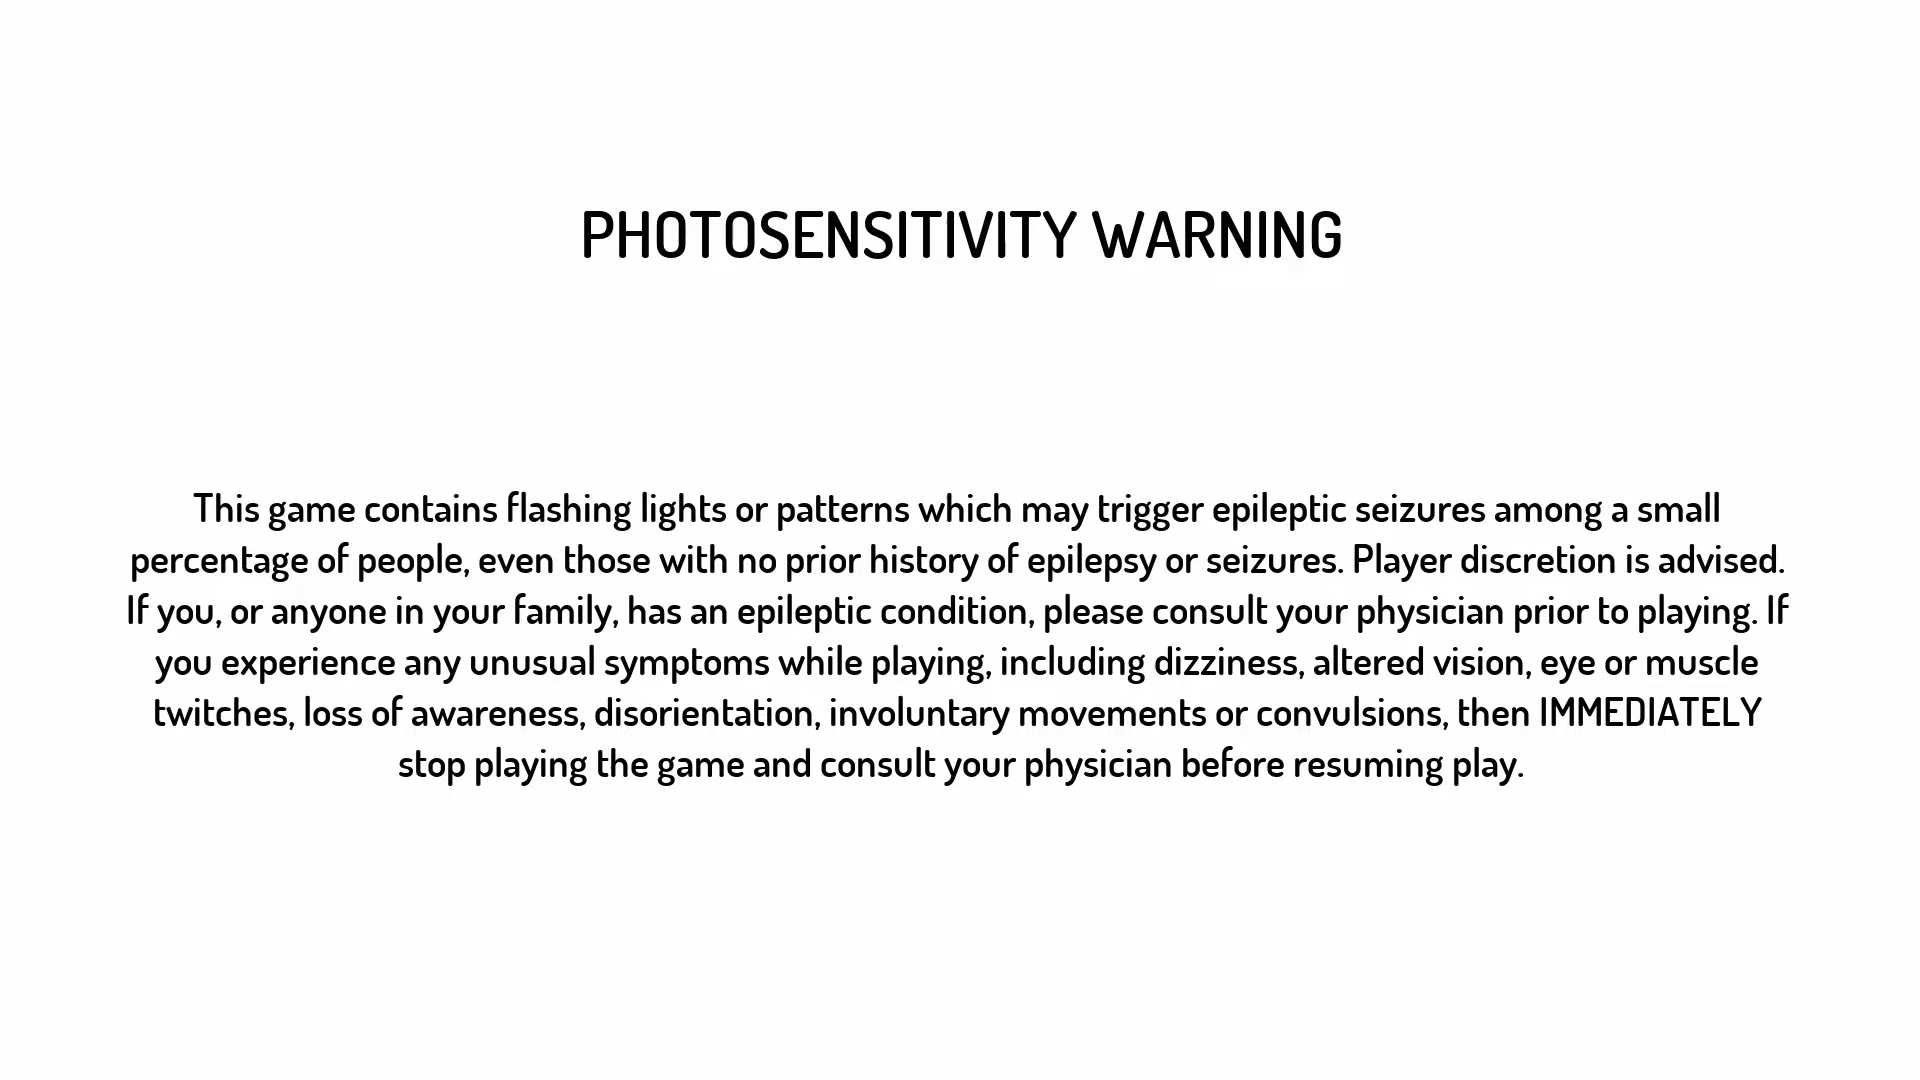 PHOTOSENSITIVITY WARNING
This game contains flashing lights or patterns which may trigger epileptic seizures among a small
percentage of people, even those with no prior history of epilepsy or seizures. Player discretion is advised.
If you, or anyone in your family, has an epileptic condition, please consult your physician prior to playing. If
you experience any unusual symptoms while playing, including dizziness, altered vision, eye or muscle
twitches, loss of awareness, disorientation, involuntary movements or convulsions, then IMMEDIATELY
stop playing the game and consult your physician before resuming play.